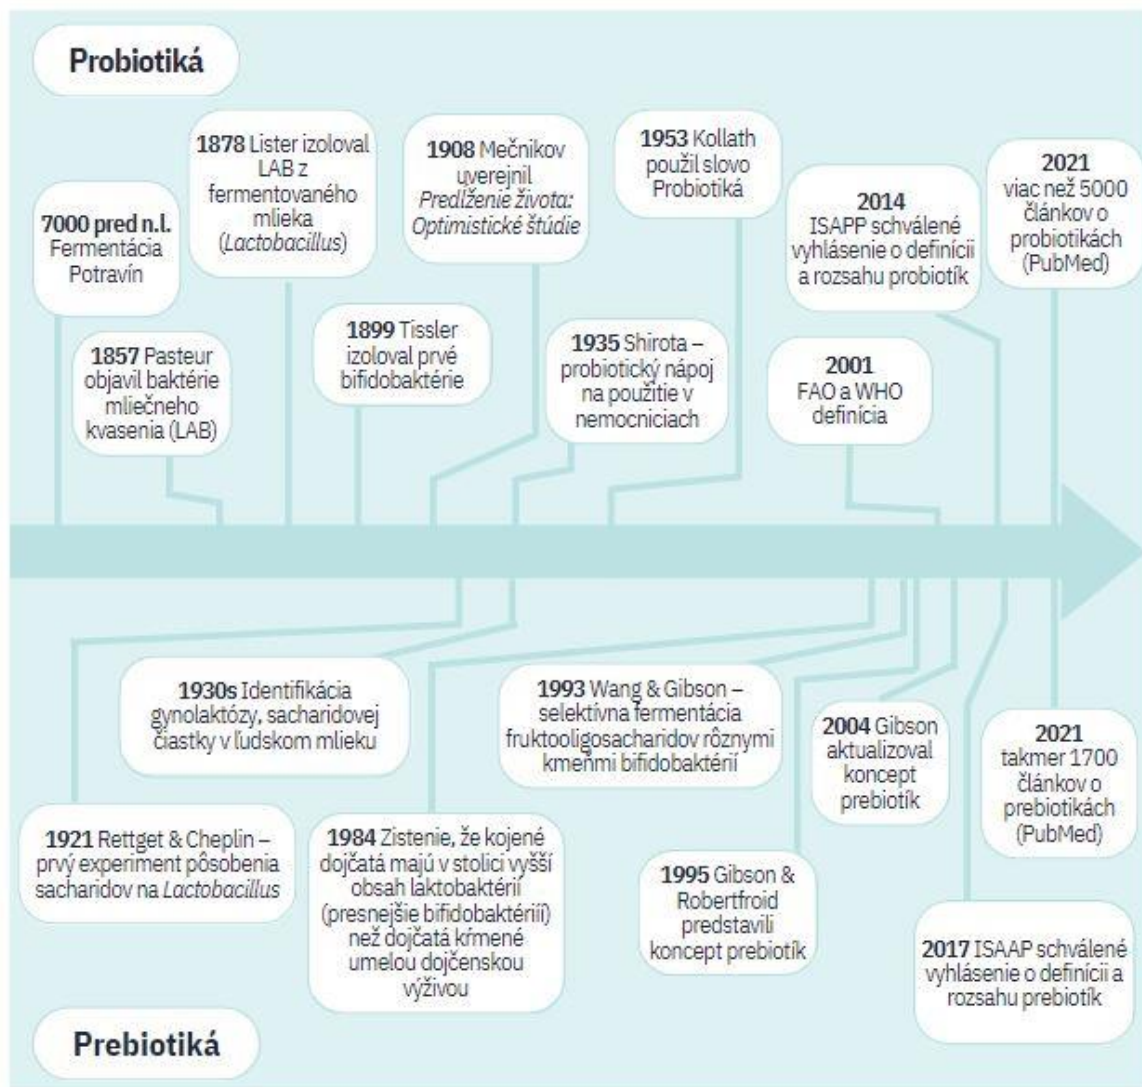 Probiotiká
7000 pred n.l.
Fermentácia
Potravín
1857 Pasteur
objavil baktérie
mliečneho
kvasenia (LAB)
1878 Lister izoloval
LAB z
fermentovaného
mlieka
(Lactobacillus)
1899 Tissler
izoloval prvé
bifidobaktérie
1908 Mečnikov
uverejnil
Predĺženie života:
Optimistické štúdie
1935 Shirota –
probiotický nápoj
na použitie v
nemocniciach
1953 Kollath
použil slovo
Probiotiká
2001
FAO a WHO
definícia
2014
ISAPP schválené
vyhlásenie o definícii
a rozsahu probiotík
2021
viac než 5000
článkov o
probiotikách
(PubMed)
1921 Rettget & Cheplin –
prvý experiment pôsobenia
sacharidov na Lactobacillus
1930s Identifikácia
gynolaktózy, sacharidovej
čiastky v ľudskom mlieku
1984 Zistenie, že kojené
dojčatá majú v stolici vyšší
obsah laktobaktérií
(presnejšie bifidobaktériíí)
než dojčatá kŕmené
umelou dojčenskou
výživou
1993 Wang & Gibson –
selektívna fermentácia
fruktooligosacharidov rôznymi
kmeňmi bifidobaktérií
1995 Gibson &
Robertfroid
predstavili
koncept prebiotík
2004 Gibson
aktualizoval
koncept
prebiotík
2017 ISAAP schválené
vyhlásenie o definícii a
rozsahu prebiotík
2021
takmer 1700
článkov o
prebiotikách
(PubMed)
Prebiotiká